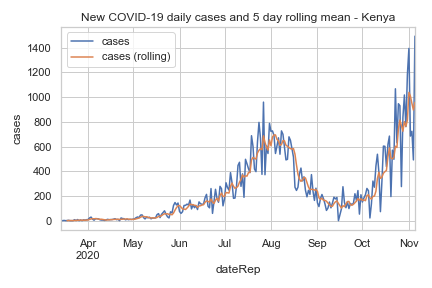 New COVID-19 daily cases and 5 day rolling mean - Kenya
cases
cases (rolling)
1400
1200
1000
800
600
400
200
0
cases
Apr May Jun Jul Aug Sep Oct Nov
2020
dateRep